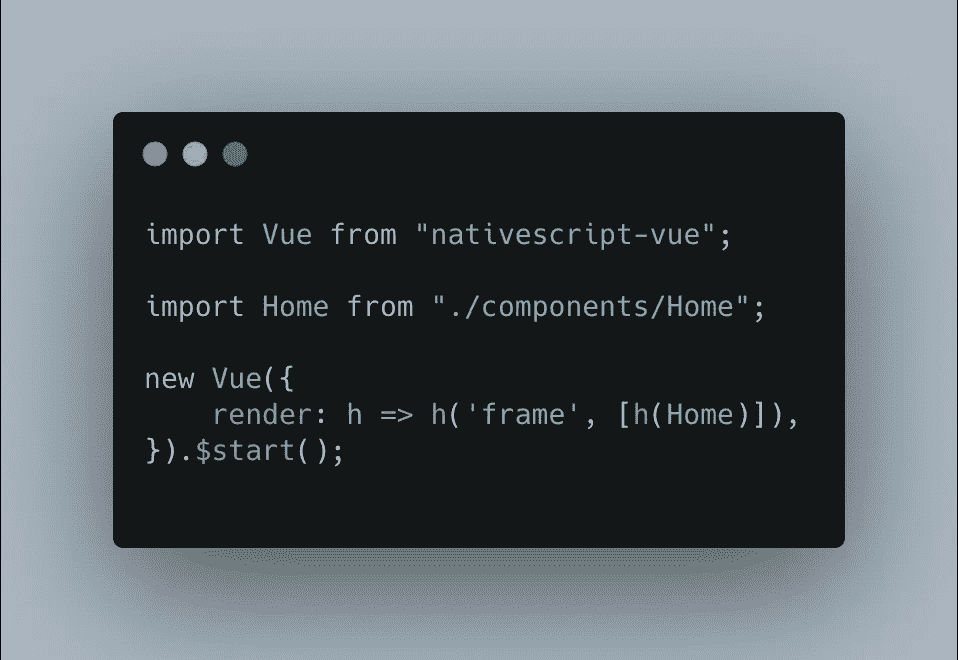 import Vue from "nativescript-vue";
import Home from "./components/Home";
new Vue({
    render: h => h('frame', [h(Home)]),
}).$start();